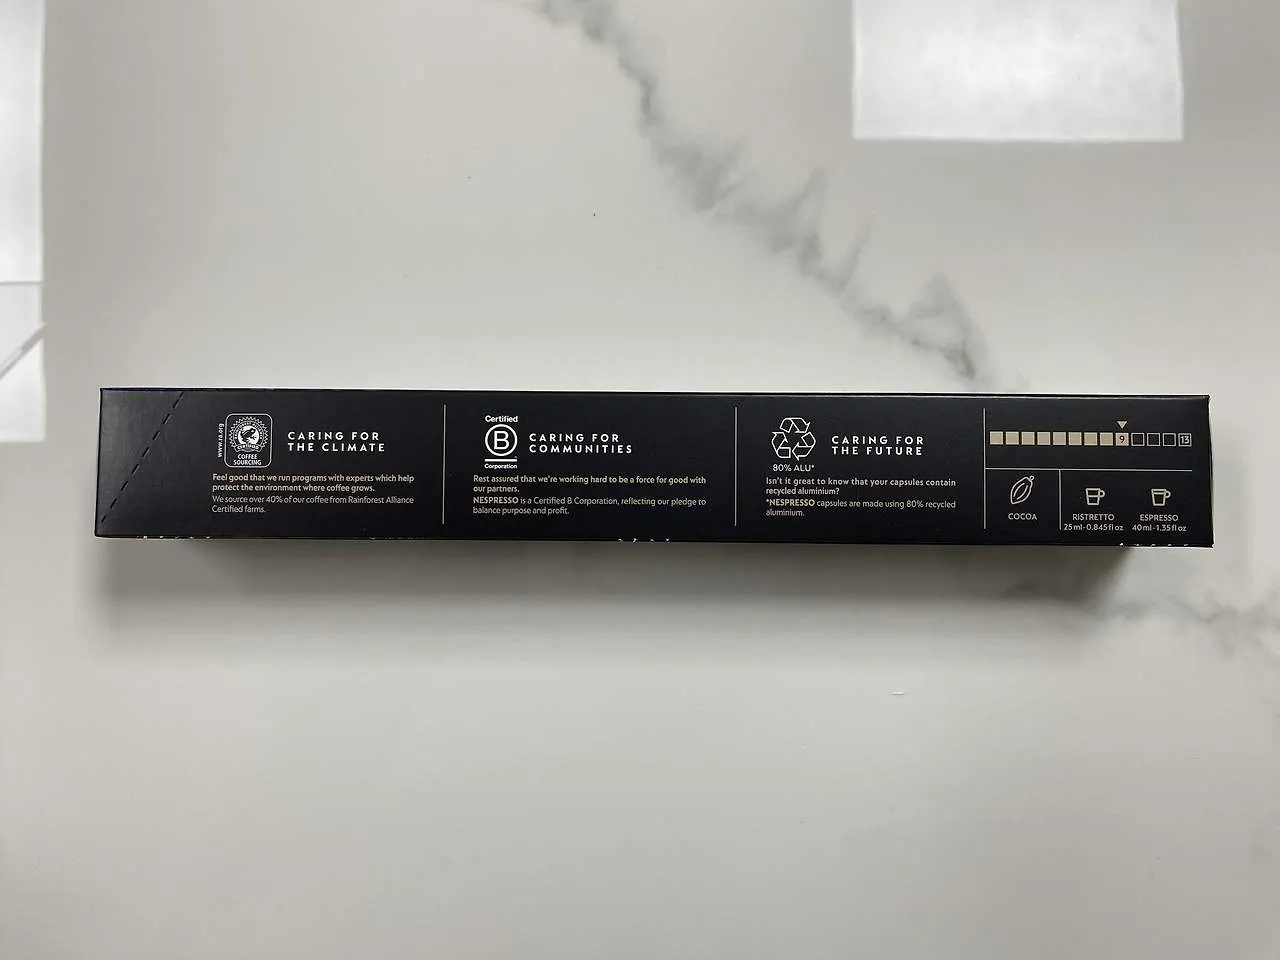 www.ra.org
CERTIFIED
COFFEE
SOURCING
CARING FOR
THE CLIMATE
Feel good that we run programs with experts which help
protect the environment where coffee grows.
We source over 40% of our coffee from Rainforest Alliance
Certified farms.
Certified
B
Corporation
CARING FOR
COMMUNITIES
Rest assured that we're working hard to be a force for good with
our partners.
NESPRESSO is a Certified B Corporation, reflecting our pledge to
balance purpose and profit.
80% ALU*
CARING FOR
THE FUTURE
Isn't it great to know that your capsules contain
recycled aluminium?
*NESPRESSO capsules are made using 80% recycled
aluminium.
9 13
COCOA
RISTRETTO
25 ml-0.845 fl oz
ESPRESSO
40 ml-1.35 fl oz